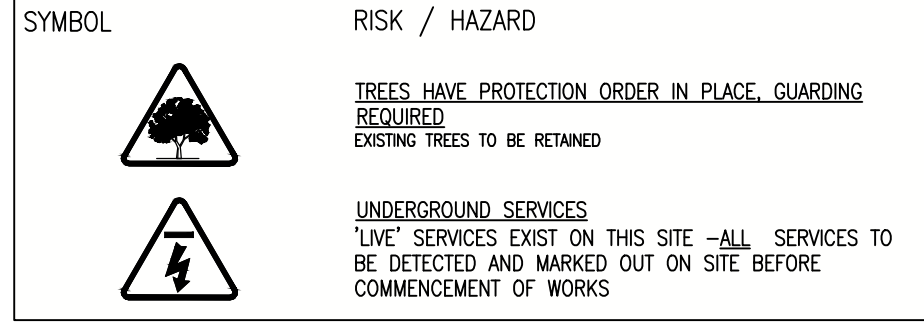 SYMBOL RISK / HAZARD
TREES HAVE PROTECTION ORDER IN PLACE, GUARDING
REQUIRED
EXISTING TREES TO BE RETAINED
UNDERGROUND SERVICES
'LIVE' SERVICES EXIST ON THIS SITE -ALL SERVICES TO
BE DETECTED AND MARKED OUT ON SITE BEFORE
COMMENCEMENT OF WORKS